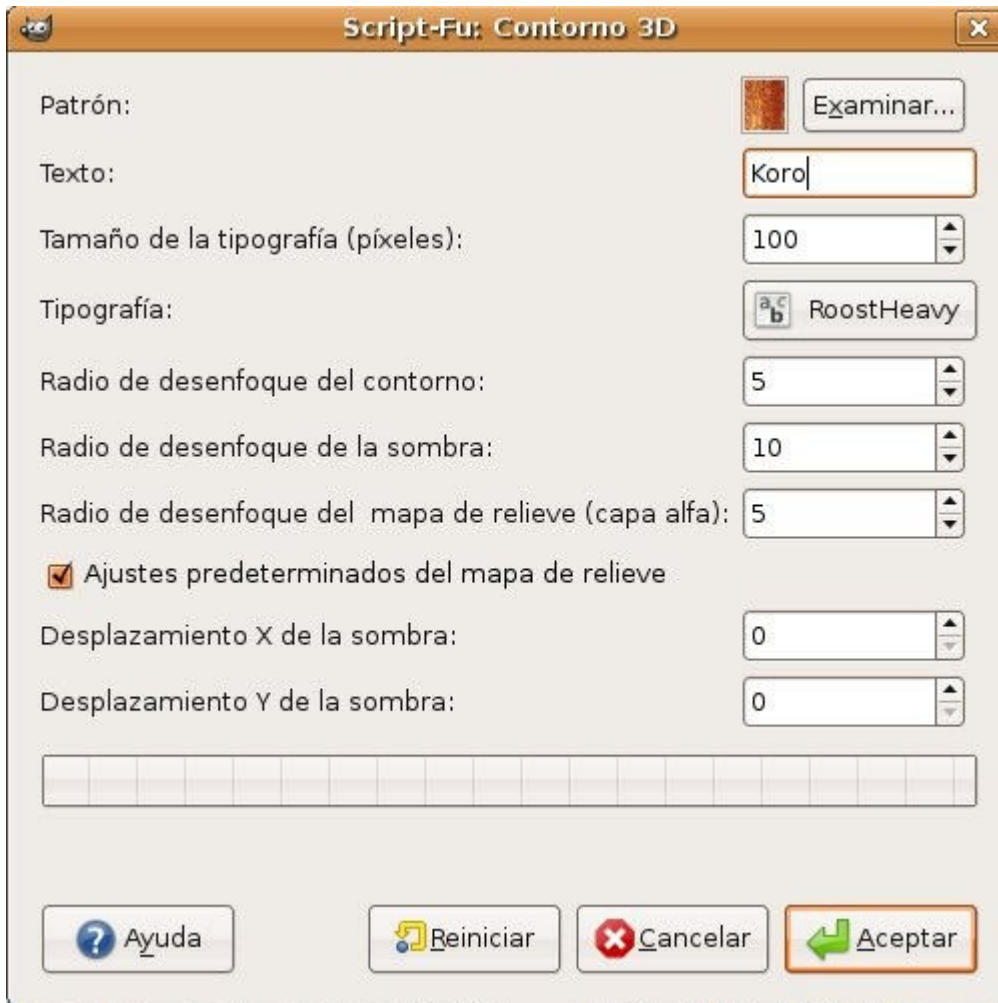 Script-Fu: Contorno 3D
Patrón: Examinar...
Texto: Koro
Tamaño de la tipografía (píxeles): 100
Tipografía: abc RoostHeavy
Radio de desenfoque del contorno: 5
Radio de desenfoque de la sombra: 10
Radio de desenfoque del  mapa de relieve (capa alfa): 5
Ajustes predeterminados del mapa de relieve
Desplazamiento X de la sombra: 0
Desplazamiento Y de la sombra: 0
Ayuda Reiniciar Cancelar Aceptar